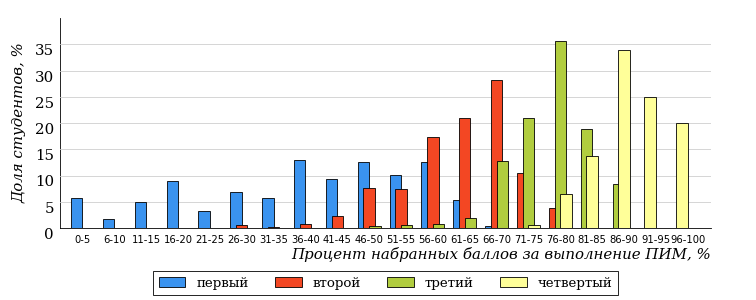 Доля студентов, %
35
30
25
20
15
10
5
0
0-5 6-10 11-15 16-20 21-25 26-30 31-35 36-40 41-45 46-50 51-55 56-60 61-65 66-70 71-75 76-80 81-85 86-90 91-95 96-100
Процент набранных баллов за выполнение ПИМ, %
первый второй третий четвертый